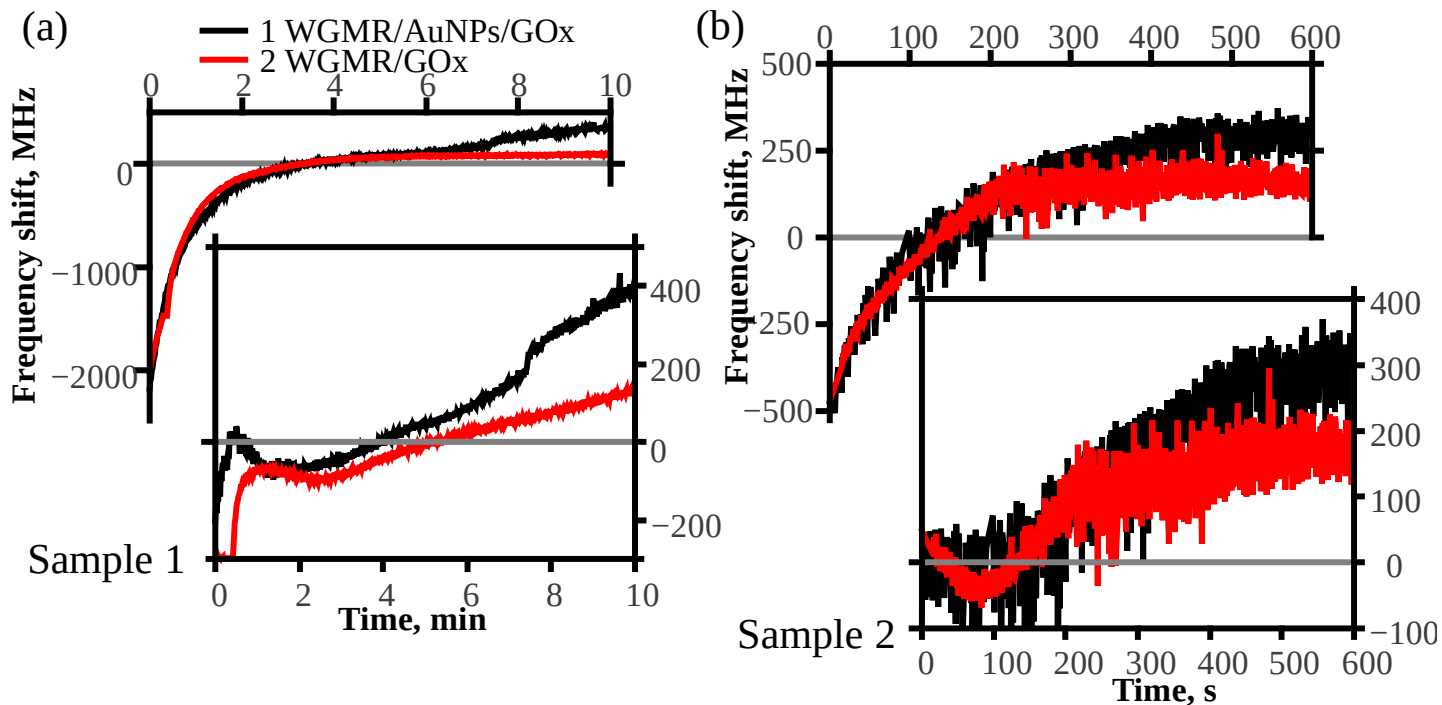 (a)
1 WGMR/AuNPs/GOx
2 WGMR/GOx
0 2 4 6 8 10
Frequency shift, MHz
0
−1000
−2000
400
200
0
−200
0 2 4 6 8 10
Time, min
Sample 1
(b)
0 100 200 300 400 500 600
Frequency shift, MHz
500
250
0
−250
−500
400
300
200
100
0
−100
0 100 200 300 400 500 600
Time, s
Sample 2